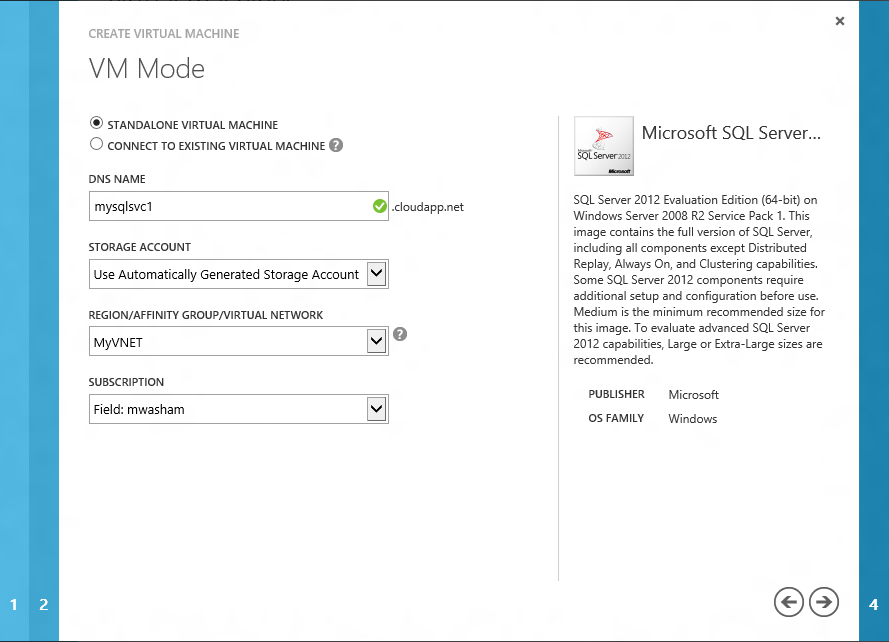 CREATE VIRTUAL MACHINE
VM Mode
STANDALONE VIRTUAL MACHINE
CONNECT TO EXISTING VIRTUAL MACHINE ?
DNS NAME
mysqlsvc1
.cloudapp.net
STORAGE ACCOUNT
Use Automatically Generated Storage Account
REGION/AFFINITY GROUP/VIRTUAL NETWORK
MyVNET
?
SUBSCRIPTION
Field: mwasham
Microsoft
SQL Server 2012
Microsoft
Microsoft SQL Server...
SQL Server 2012 Evaluation Edition (64-bit) on
Windows Server 2008 R2 Service Pack 1. This
image contains the full version of SQL Server,
including all components except Distributed
Replay, Always On, and Clustering capabilities.
Some SQL Server 2012 components require
additional setup and configuration before use.
Medium is the minimum recommended size for
this image. To evaluate advanced SQL Server
2012 capabilities, Large or Extra-Large sizes are
recommended.
PUBLISHER Microsoft
OS FAMILY Windows
1 2
4